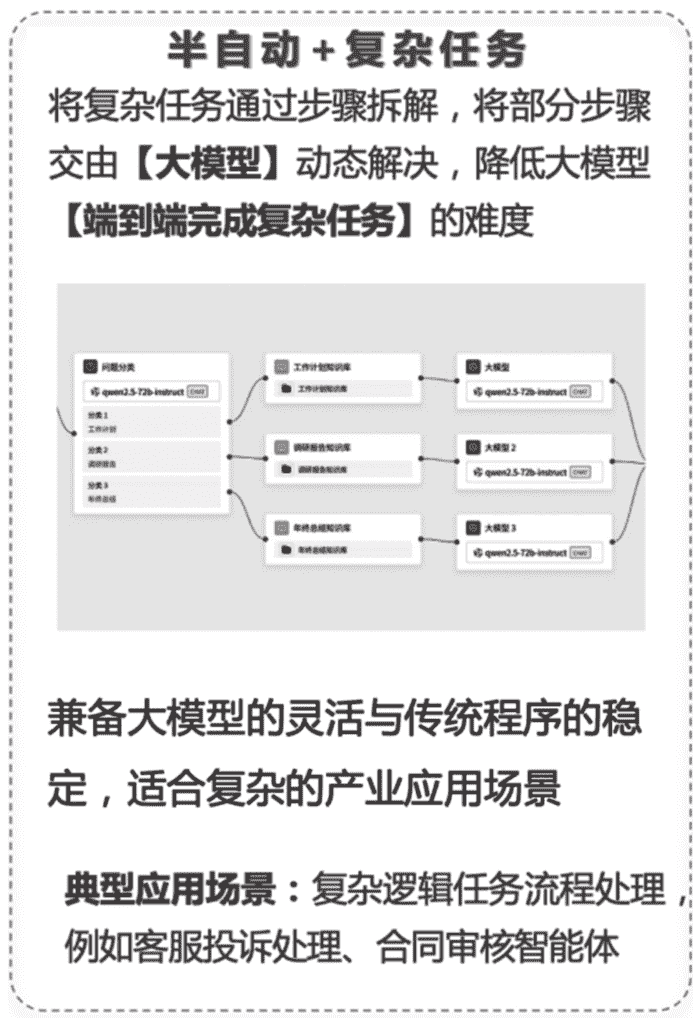 半自动+复杂任务
将复杂任务通过步骤拆解，将部分步骤
交由【大模型】动态解决，降低大模型
【端到端完成复杂任务】的难度
问题分类
qwen2.5-72b-instruct CHAT
分类 1
工作计划
分类 2
调研报告
分类 3
年终总结
工作计划知识库
工作计划知识库
调研报告知识库
调研报告知识库
年终总结知识库
年终总结知识库
大模型
qwen2.5-72b-instruct CHAT
大模型 2
qwen2.5-72b-instruct CHAT
大模型 3
qwen2.5-72b-instruct CHAT
兼备大模型的灵活与传统程序的稳
定，适合复杂的产业应用场景
典型应用场景：复杂逻辑任务流程处理，
例如客服投诉处理、合同审核智能体